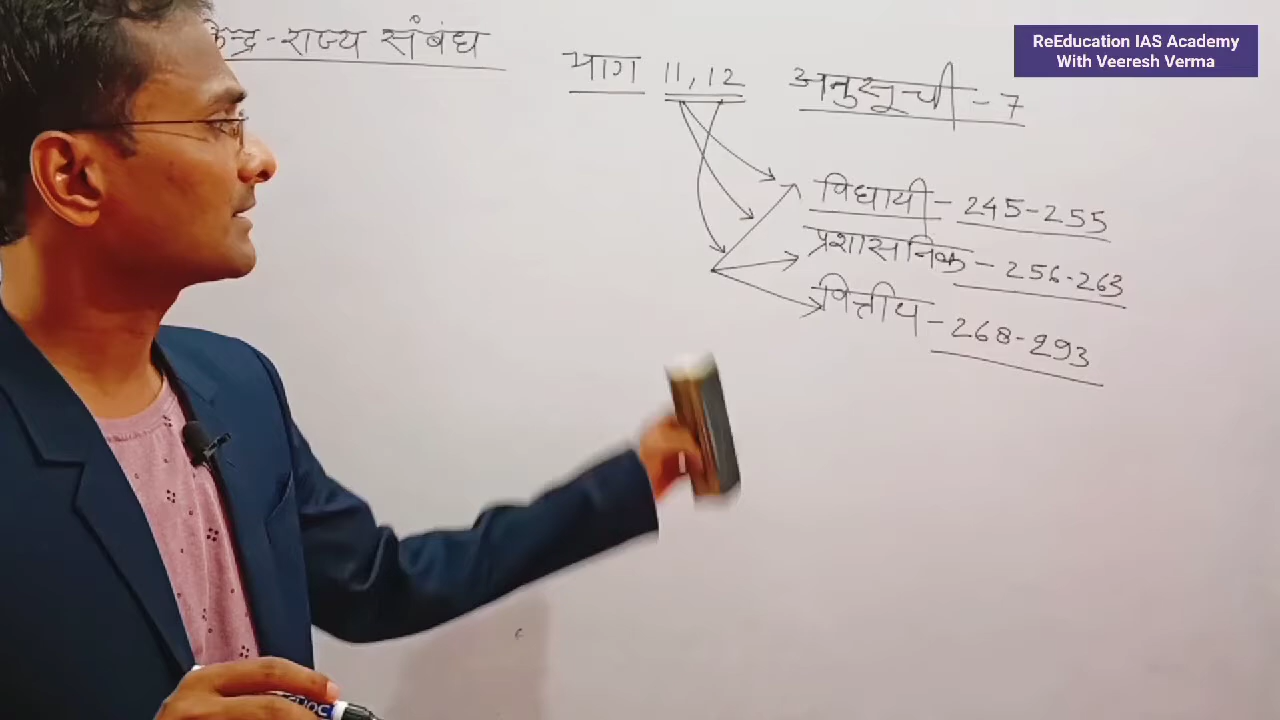 केन्द्र-राज्य संबंध
भाग 11, 12 अनुसूची - 7
ReEducation IAS Academy
With Veeresh Verma
विधायी - 245-255
प्रशासनिक - 256-263
वित्तीय - 268-293